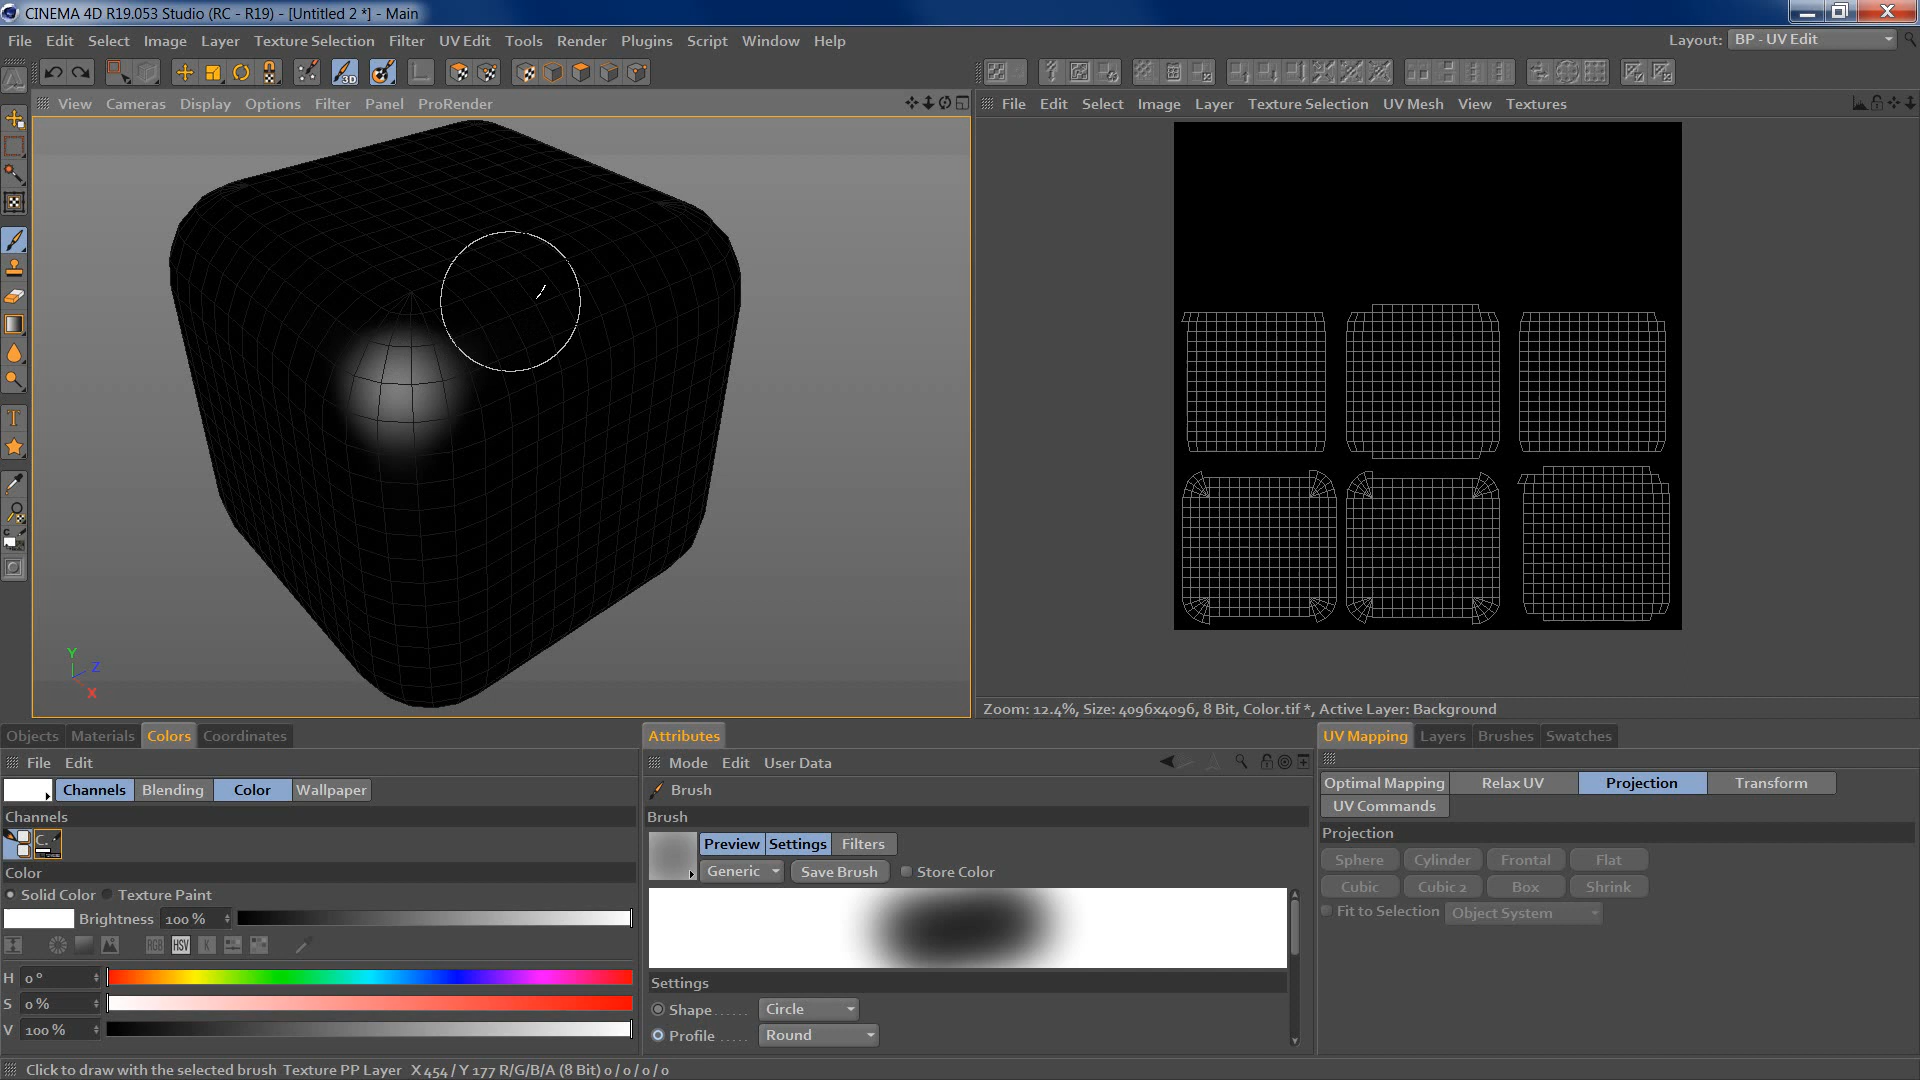 CINEMA 4D R19.053 Studio (RC - R19) - [Untitled 2 *] - Main
File Edit Select Image Layer Texture Selection Filter UV Edit Tools Render Plugins Script Window Help Layout: BP - UV Edit
3D
View Cameras Display Options Filter Panel ProRender
File Edit Select Image Layer Texture Selection UV Mesh View Textures
Y
Z
X
Zoom: 12.4%, Size: 4096x4096, 8 Bit, Color.tif *, Active Layer: Background
Objects Materials Colors Coordinates
Attributes
UV Mapping Layers Brushes Swatches
File Edit
Mode Edit User Data
Channels Blending Color Wallpaper
Brush
Optimal Mapping Relax UV Projection Transform
UV Commands
Channels
Brush
Projection
C.
Preview Settings Filters
Sphere Cylinder Frontal Flat
Color
Generic Save Brush Store Color
Cubic Cubic 2 Box Shrink
Solid Color Texture Paint
Fit to Selection Object System
Brightness 100 %
RGB HSV K
H 0 °
Settings
S 0 %
Shape...... Circle
V 100 %
Profile ..... Round
Click to draw with the selected brush Texture PP Layer X 454 / Y 177 R/G/B/A (8 Bit) 0 / 0 / 0 / 0